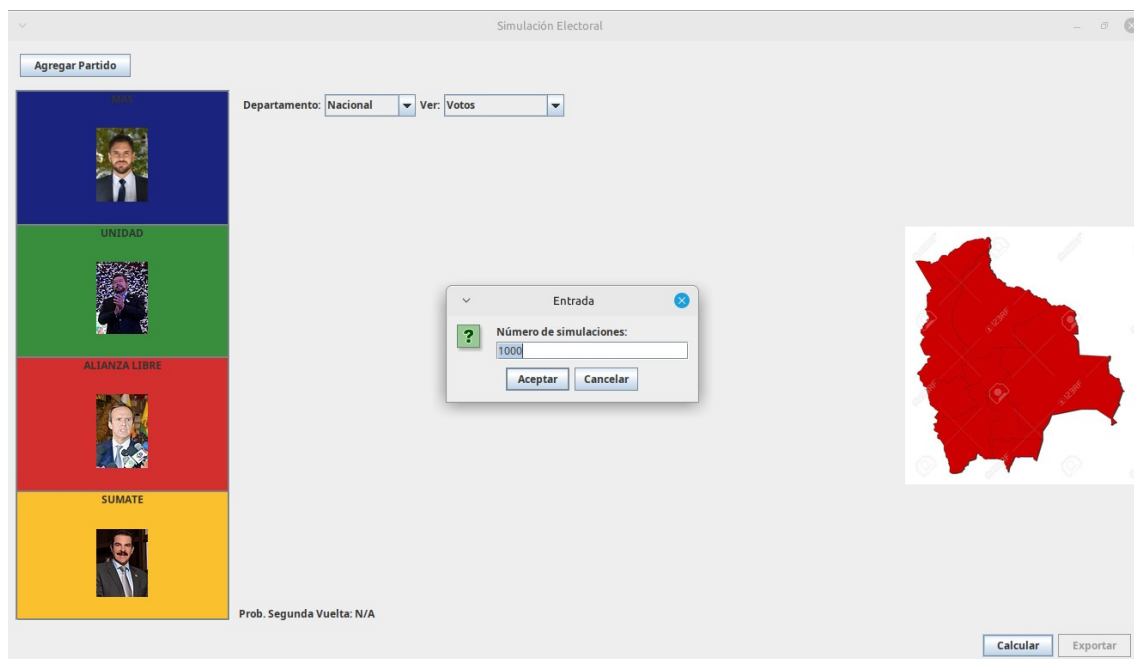 Simulación Electoral
Agregar Partido
MAS
Departamento: Nacional Ver: Votos
UNIDAD
Entrada
Número de simulaciones:
1000
Aceptar Cancelar
ALIANZA LIBRE
SUMATE
Prob. Segunda Vuelta: N/A
Calcular Exportar